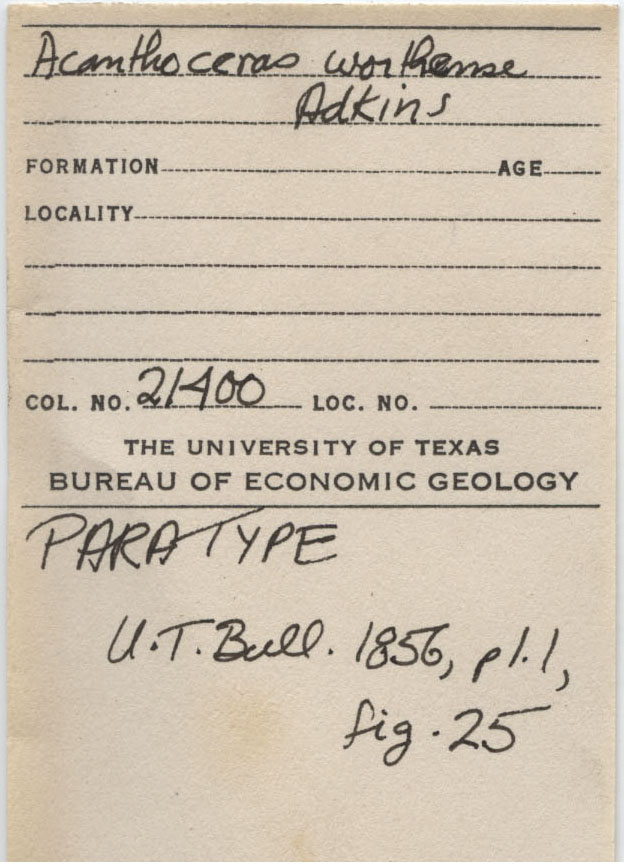 Acanthoceras worthense
Adkins
FORMATION AGE
LOCALITY
COL. NO. 21400 LOC. NO.
THE UNIVERSITY OF TEXAS
BUREAU OF ECONOMIC GEOLOGY
PARATYPE
U.T. Bull. 1856, pl. 1,
fig. 25